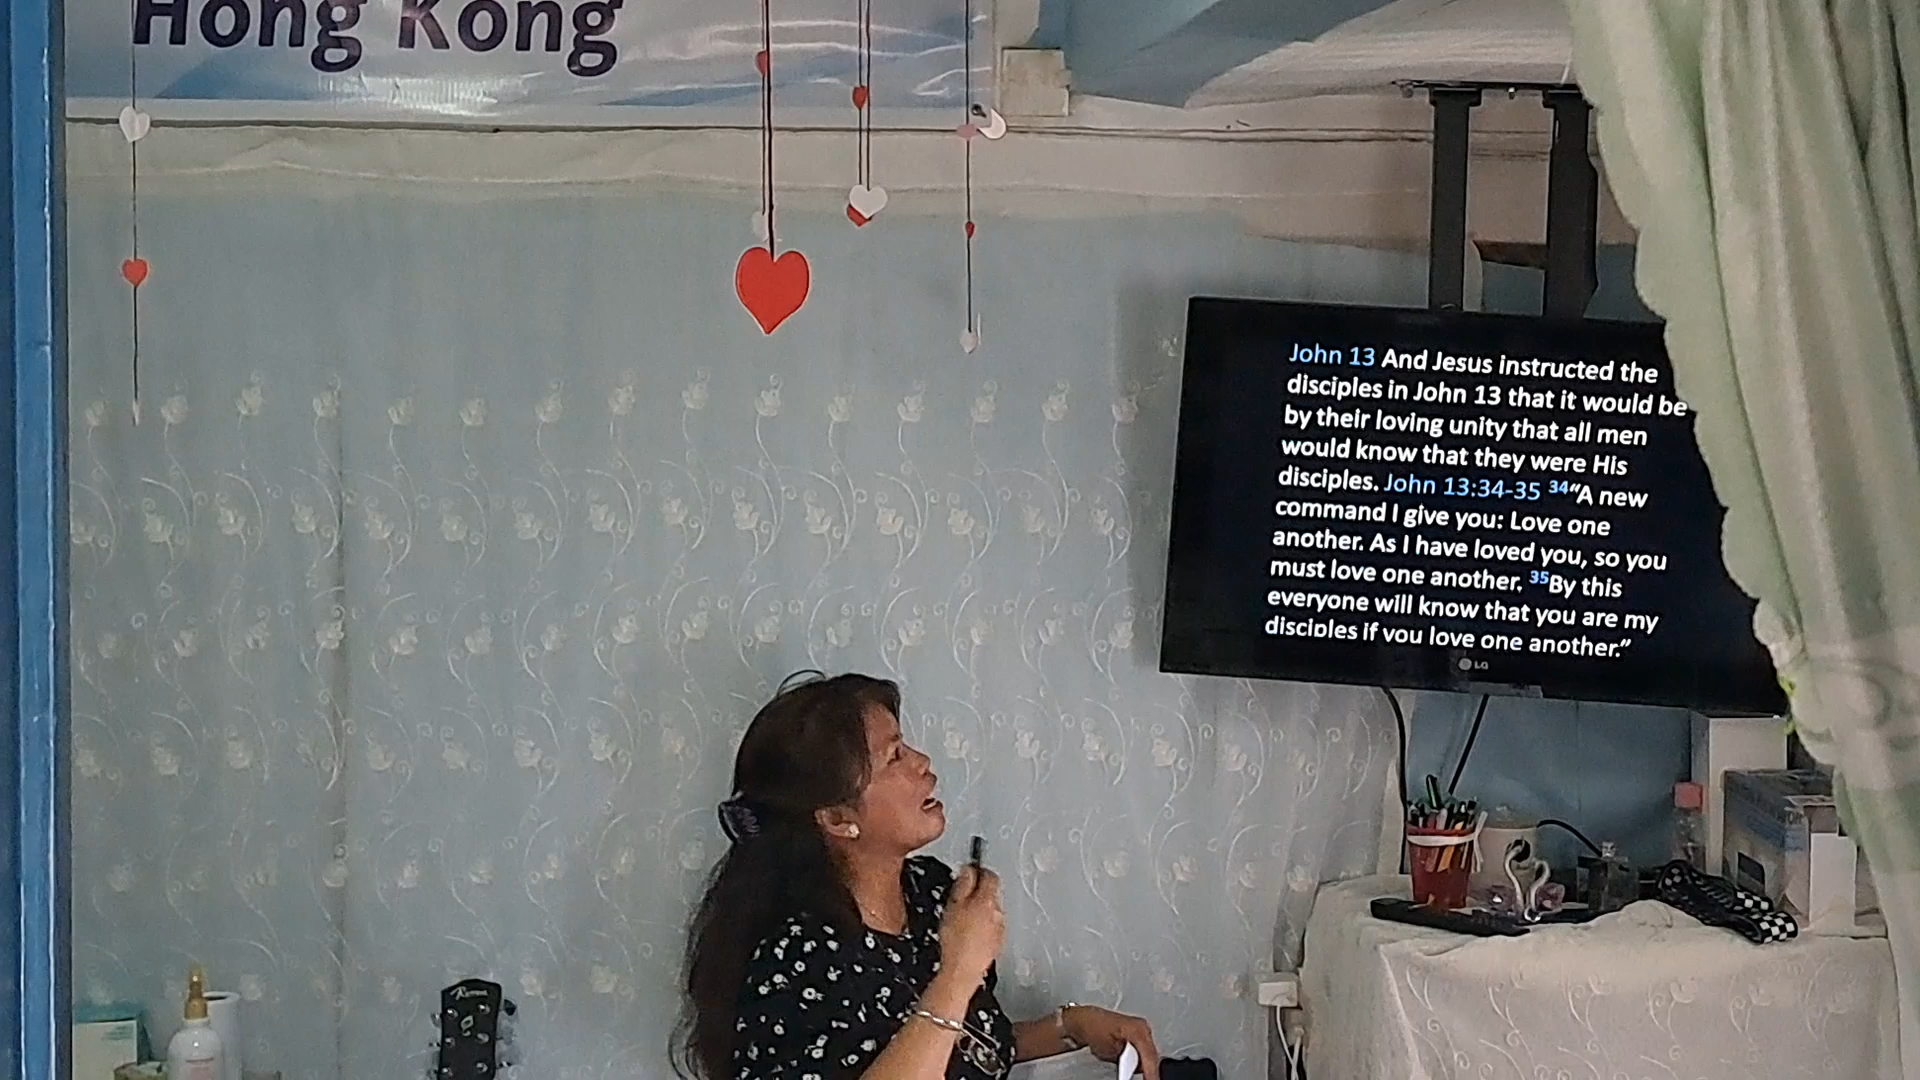 Hong Kong
John 13 And Jesus instructed the
disciples in John 13 that it would be
by their loving unity that all men
would know that they were His
disciples. John 13:34-35 34"A new
command I give you: Love one
another. As I have loved you, so you
must love one another. 35By this
everyone will know that you are my
disciples if you love one another."
LG